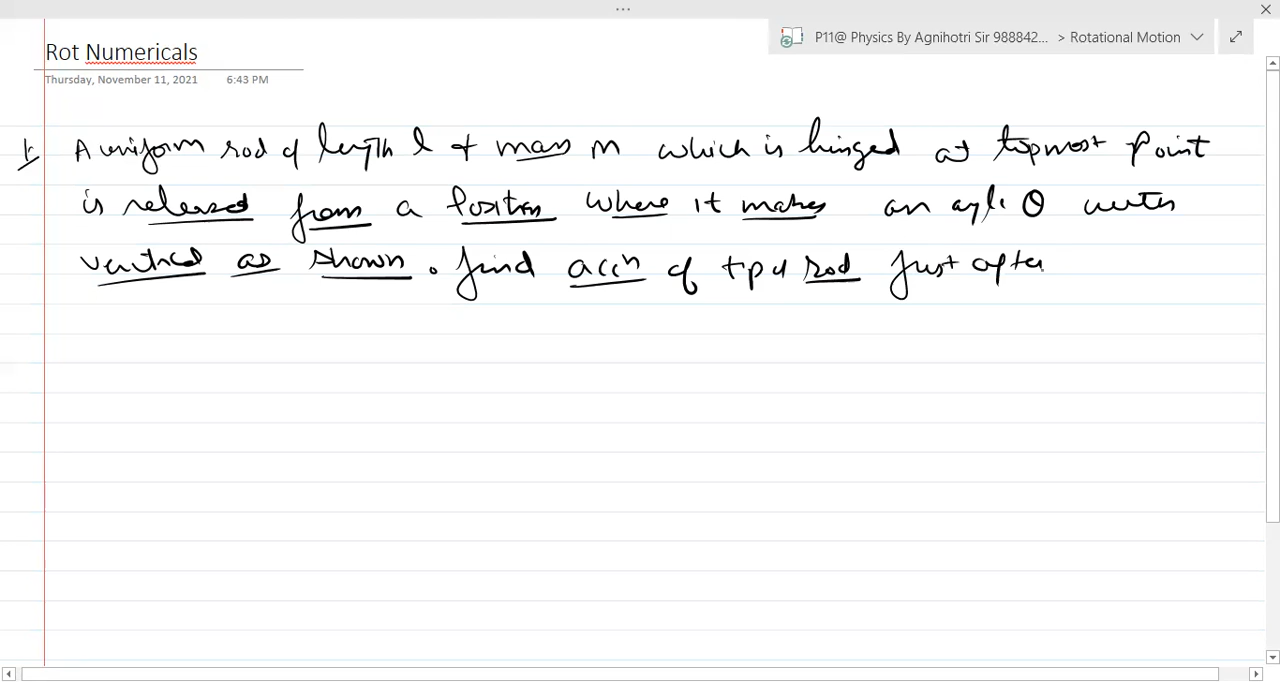 P11@ Physics By Agnihotri Sir 988842... > Rotational Motion
Rot Numericals
Thursday, November 11, 2021 6:43 PM
1. A uniform rod of length l & mass m which is hinged at topmost point
is released from a position where it makes an angle θ with
vertical as shown. find accn of tip of rod just after